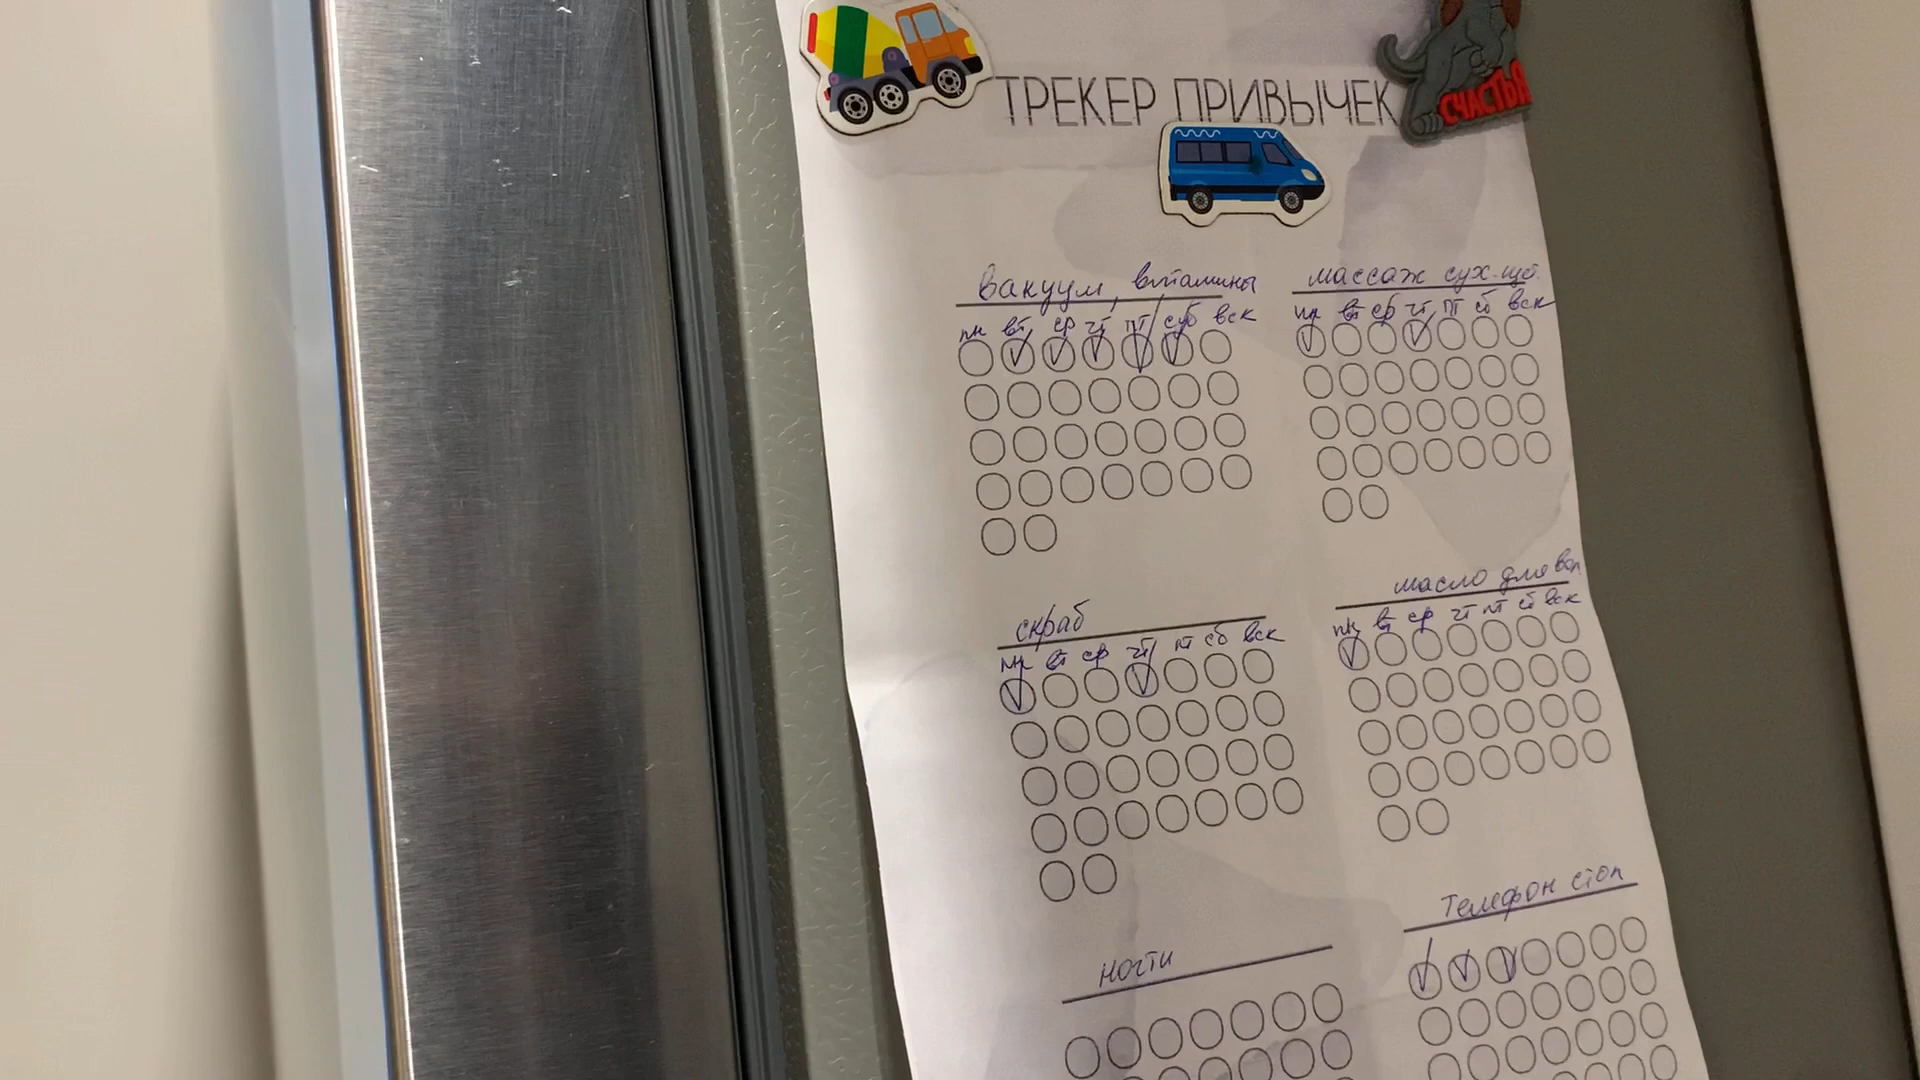 ТРЕКЕР ПРИВЫЧЕК
СЧАСТЬЯ
вакуум, витамины
пн вт ср чт пт суб вск
массаж сух. щёт.
пн вт ср чт пт сб вск
скраб
пн вт ср чт пт сб вск
масло для вол
пн вт ср чт пт сб вск
ногти
Телефон стоп